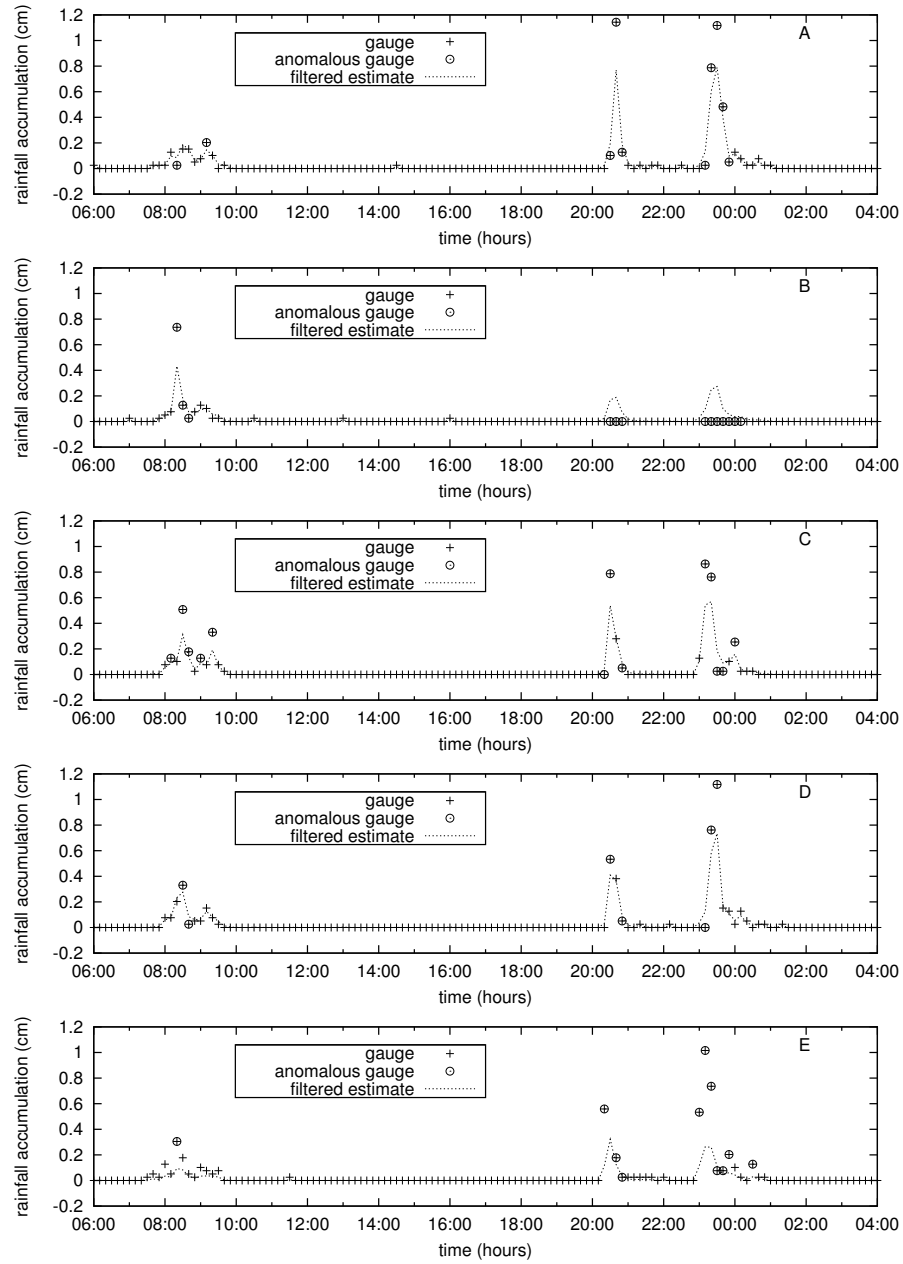 rainfall accumulation (cm)
1.2
1
0.8
0.6
0.4
0.2
0
-0.2
gauge
anomalous gauge
filtered estimate
A
06:00 08:00 10:00 12:00 14:00 16:00 18:00 20:00 22:00 00:00 02:00 04:00
time (hours)
rainfall accumulation (cm)
1.2
1
0.8
0.6
0.4
0.2
0
-0.2
gauge
anomalous gauge
filtered estimate
B
06:00 08:00 10:00 12:00 14:00 16:00 18:00 20:00 22:00 00:00 02:00 04:00
time (hours)
rainfall accumulation (cm)
1.2
1
0.8
0.6
0.4
0.2
0
-0.2
gauge
anomalous gauge
filtered estimate
C
06:00 08:00 10:00 12:00 14:00 16:00 18:00 20:00 22:00 00:00 02:00 04:00
time (hours)
rainfall accumulation (cm)
1.2
1
0.8
0.6
0.4
0.2
0
-0.2
gauge
anomalous gauge
filtered estimate
D
06:00 08:00 10:00 12:00 14:00 16:00 18:00 20:00 22:00 00:00 02:00 04:00
time (hours)
rainfall accumulation (cm)
1.2
1
0.8
0.6
0.4
0.2
0
-0.2
gauge
anomalous gauge
filtered estimate
E
06:00 08:00 10:00 12:00 14:00 16:00 18:00 20:00 22:00 00:00 02:00 04:00
time (hours)